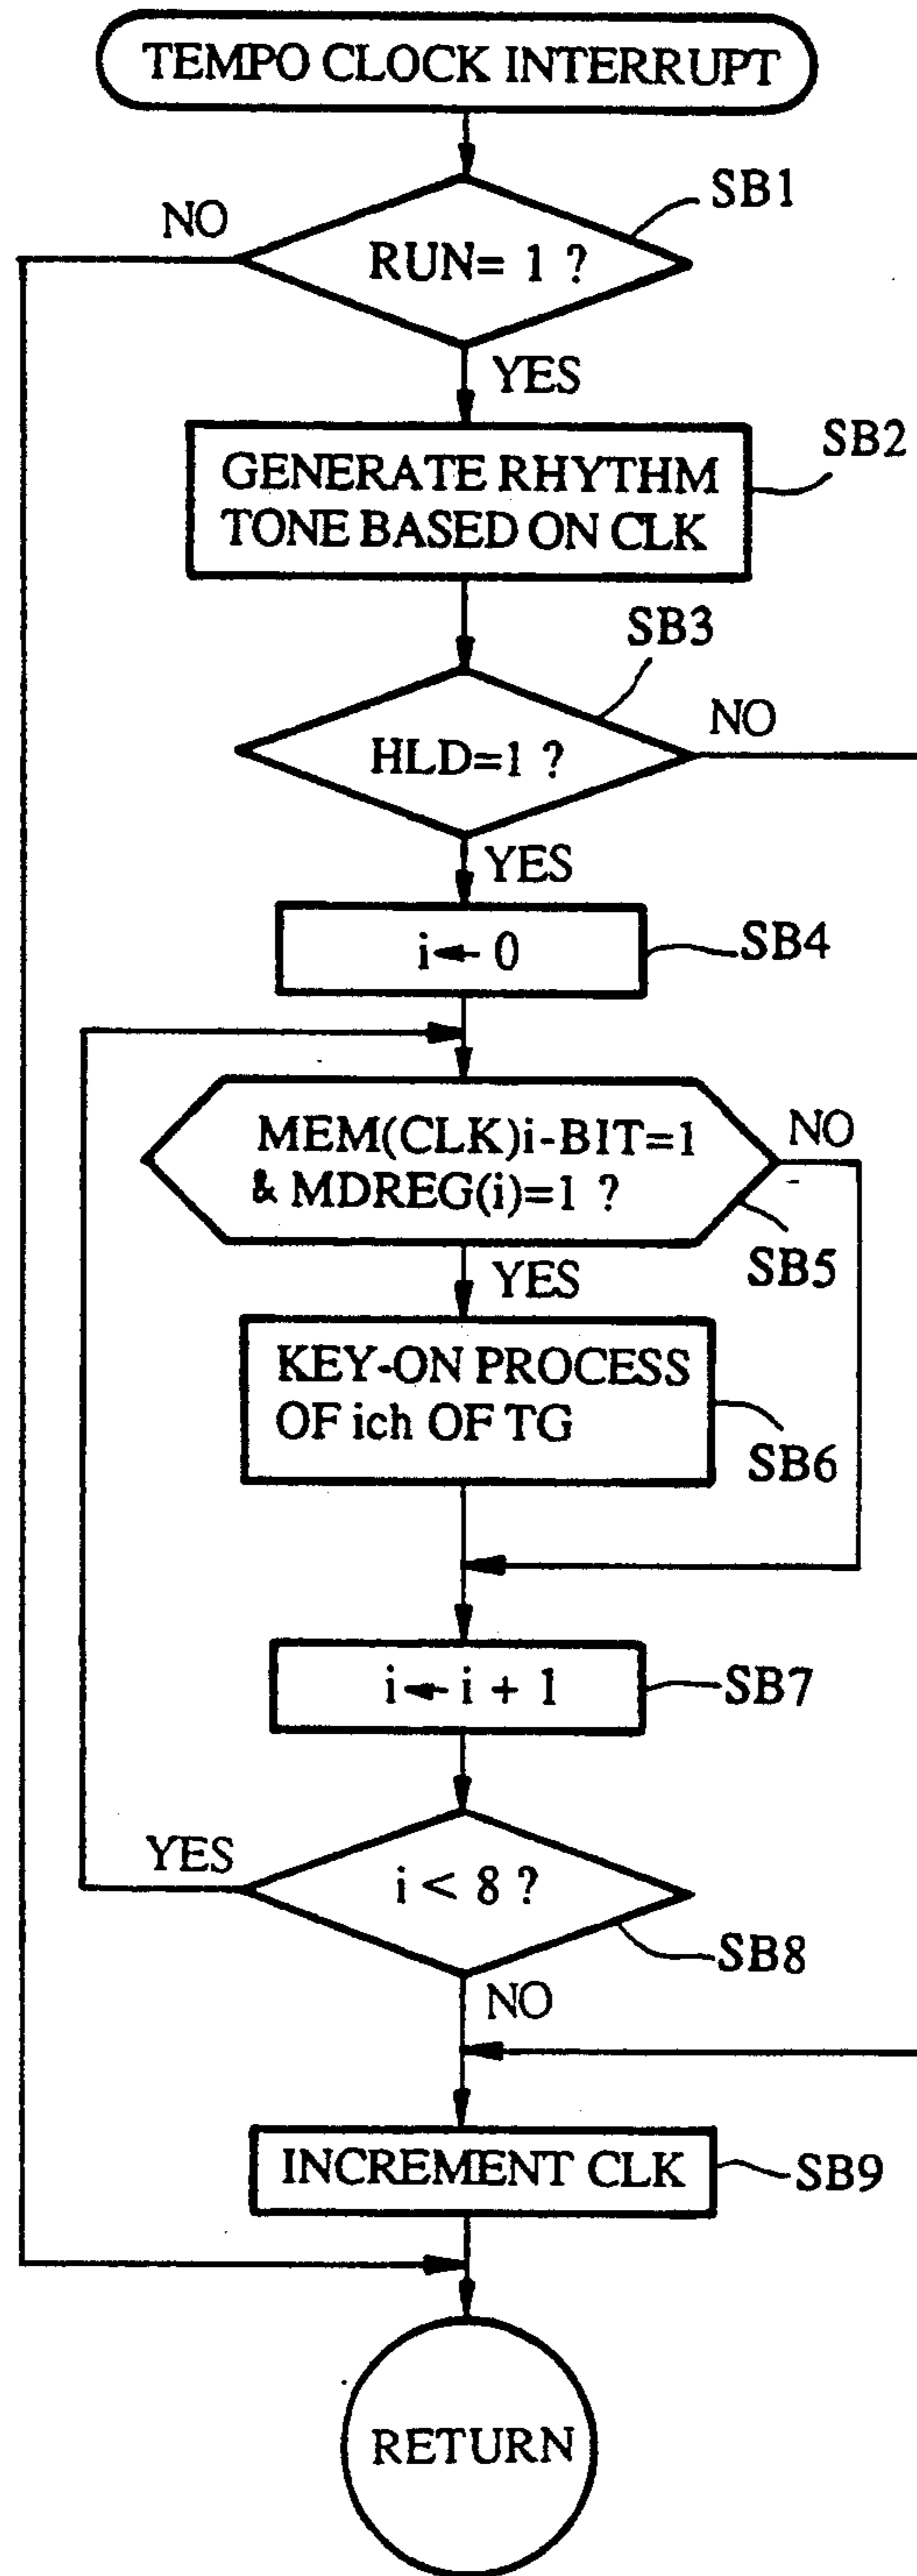 TEMPO CLOCK INTERRUPT
SB1
NO
RUN= 1 ?
YES
SB2
GENERATE RHYTHM
TONE BASED ON CLK
SB3
NO
HLD=1 ?
YES
i ← 0
SB4
MEM(CLK)i-BIT=1
& MDREG(i)=1 ?
NO
SB5
YES
KEY-ON PROCESS
OF ich OF TG
SB6
i ← i + 1
SB7
YES
i < 8 ?
SB8
NO
INCREMENT CLK
SB9
RETURN